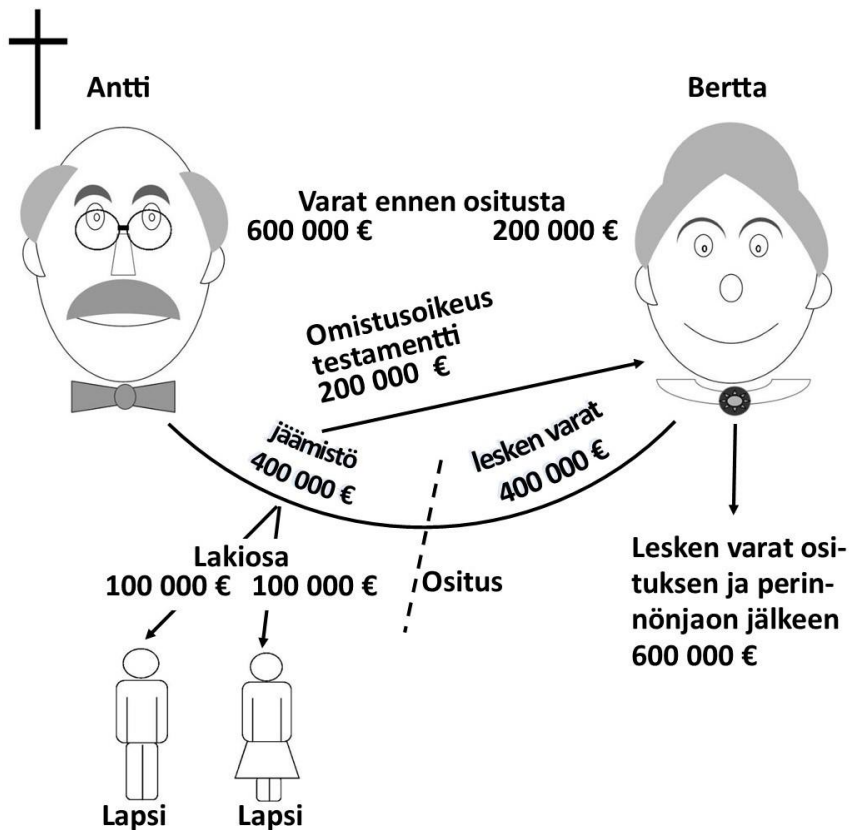 Antti
Bertta
Varat ennen ositusta
600 000 €
200 000 €
Omistusoikeus
testamentti
200 000 €
jäämistö
400 000 €
lesken varat
400 000 €
Lakiosa
100 000 € 100 000 €
Ositus
Lesken varat osi-
tuksen ja perin-
nönjaon jälkeen
600 000 €
Lapsi
Lapsi